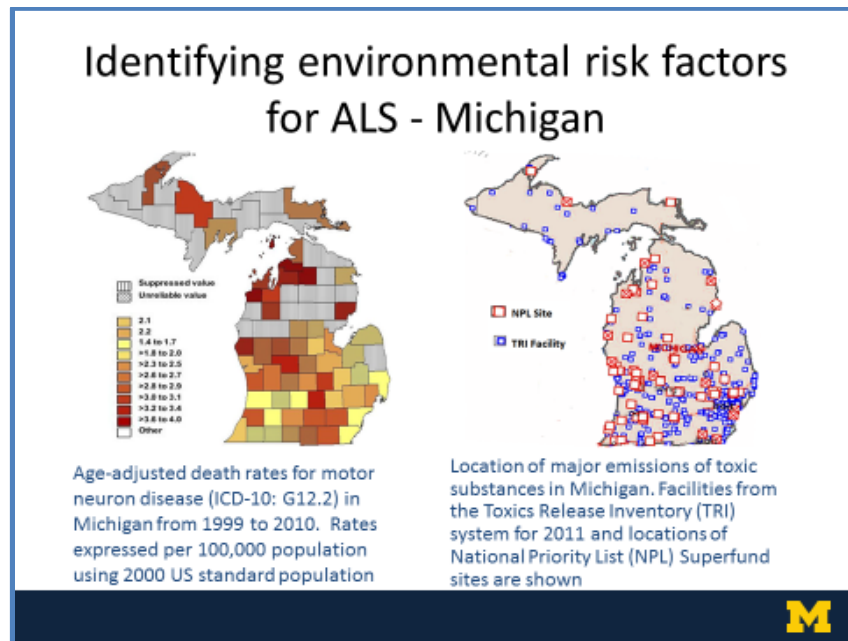 Identifying environmental risk factors
for ALS - Michigan
Suppressed value
Unreliable value
2.1
2.2
1.4 to 1.7
>1.8 to 2.0
>2.3 to 2.5
>2.6 to 2.7
>2.8 to 2.9
>3.0 to 3.1
>3.2 to 3.4
>3.6 to 4.0
Other
NPL Site
TRI Facility
MICHIGAN
Age-adjusted death rates for motor
neuron disease (ICD-10: G12.2) in
Michigan from 1999 to 2010. Rates
expressed per 100,000 population
using 2000 US standard population
Location of major emissions of toxic
substances in Michigan. Facilities from
the Toxics Release Inventory (TRI)
system for 2011 and locations of
National Priority List (NPL) Superfund
sites are shown
M